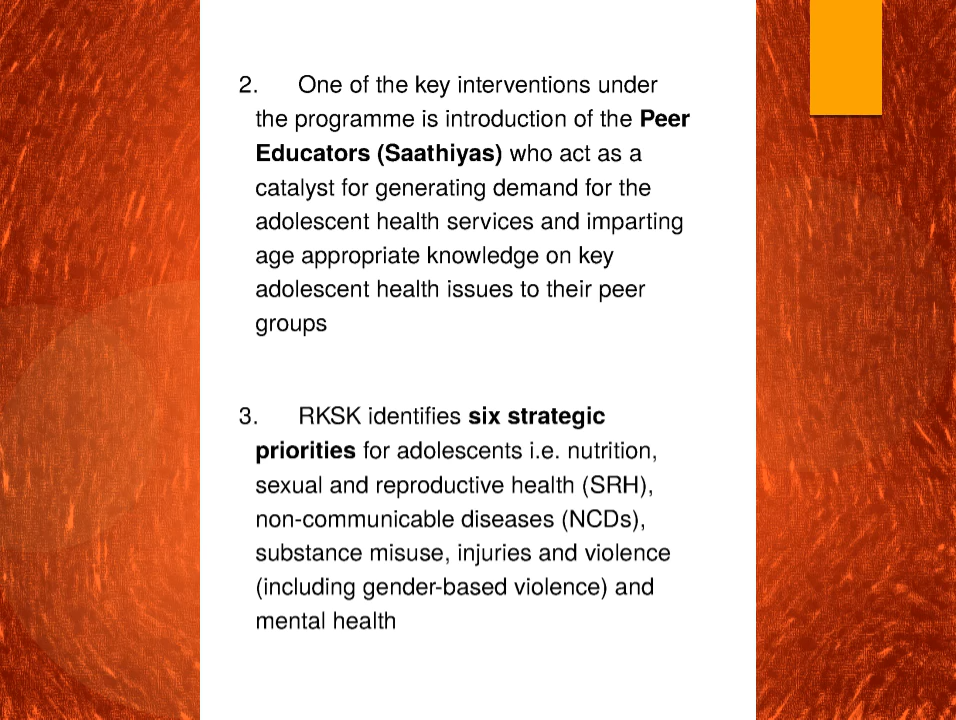 2. One of the key interventions under
the programme is introduction of the Peer
Educators (Saathiyas) who act as a
catalyst for generating demand for the
adolescent health services and imparting
age appropriate knowledge on key
adolescent health issues to their peer
groups
3. RKSK identifies six strategic
priorities for adolescents i.e. nutrition,
sexual and reproductive health (SRH),
non-communicable diseases (NCDs),
substance misuse, injuries and violence
(including gender-based violence) and
mental health